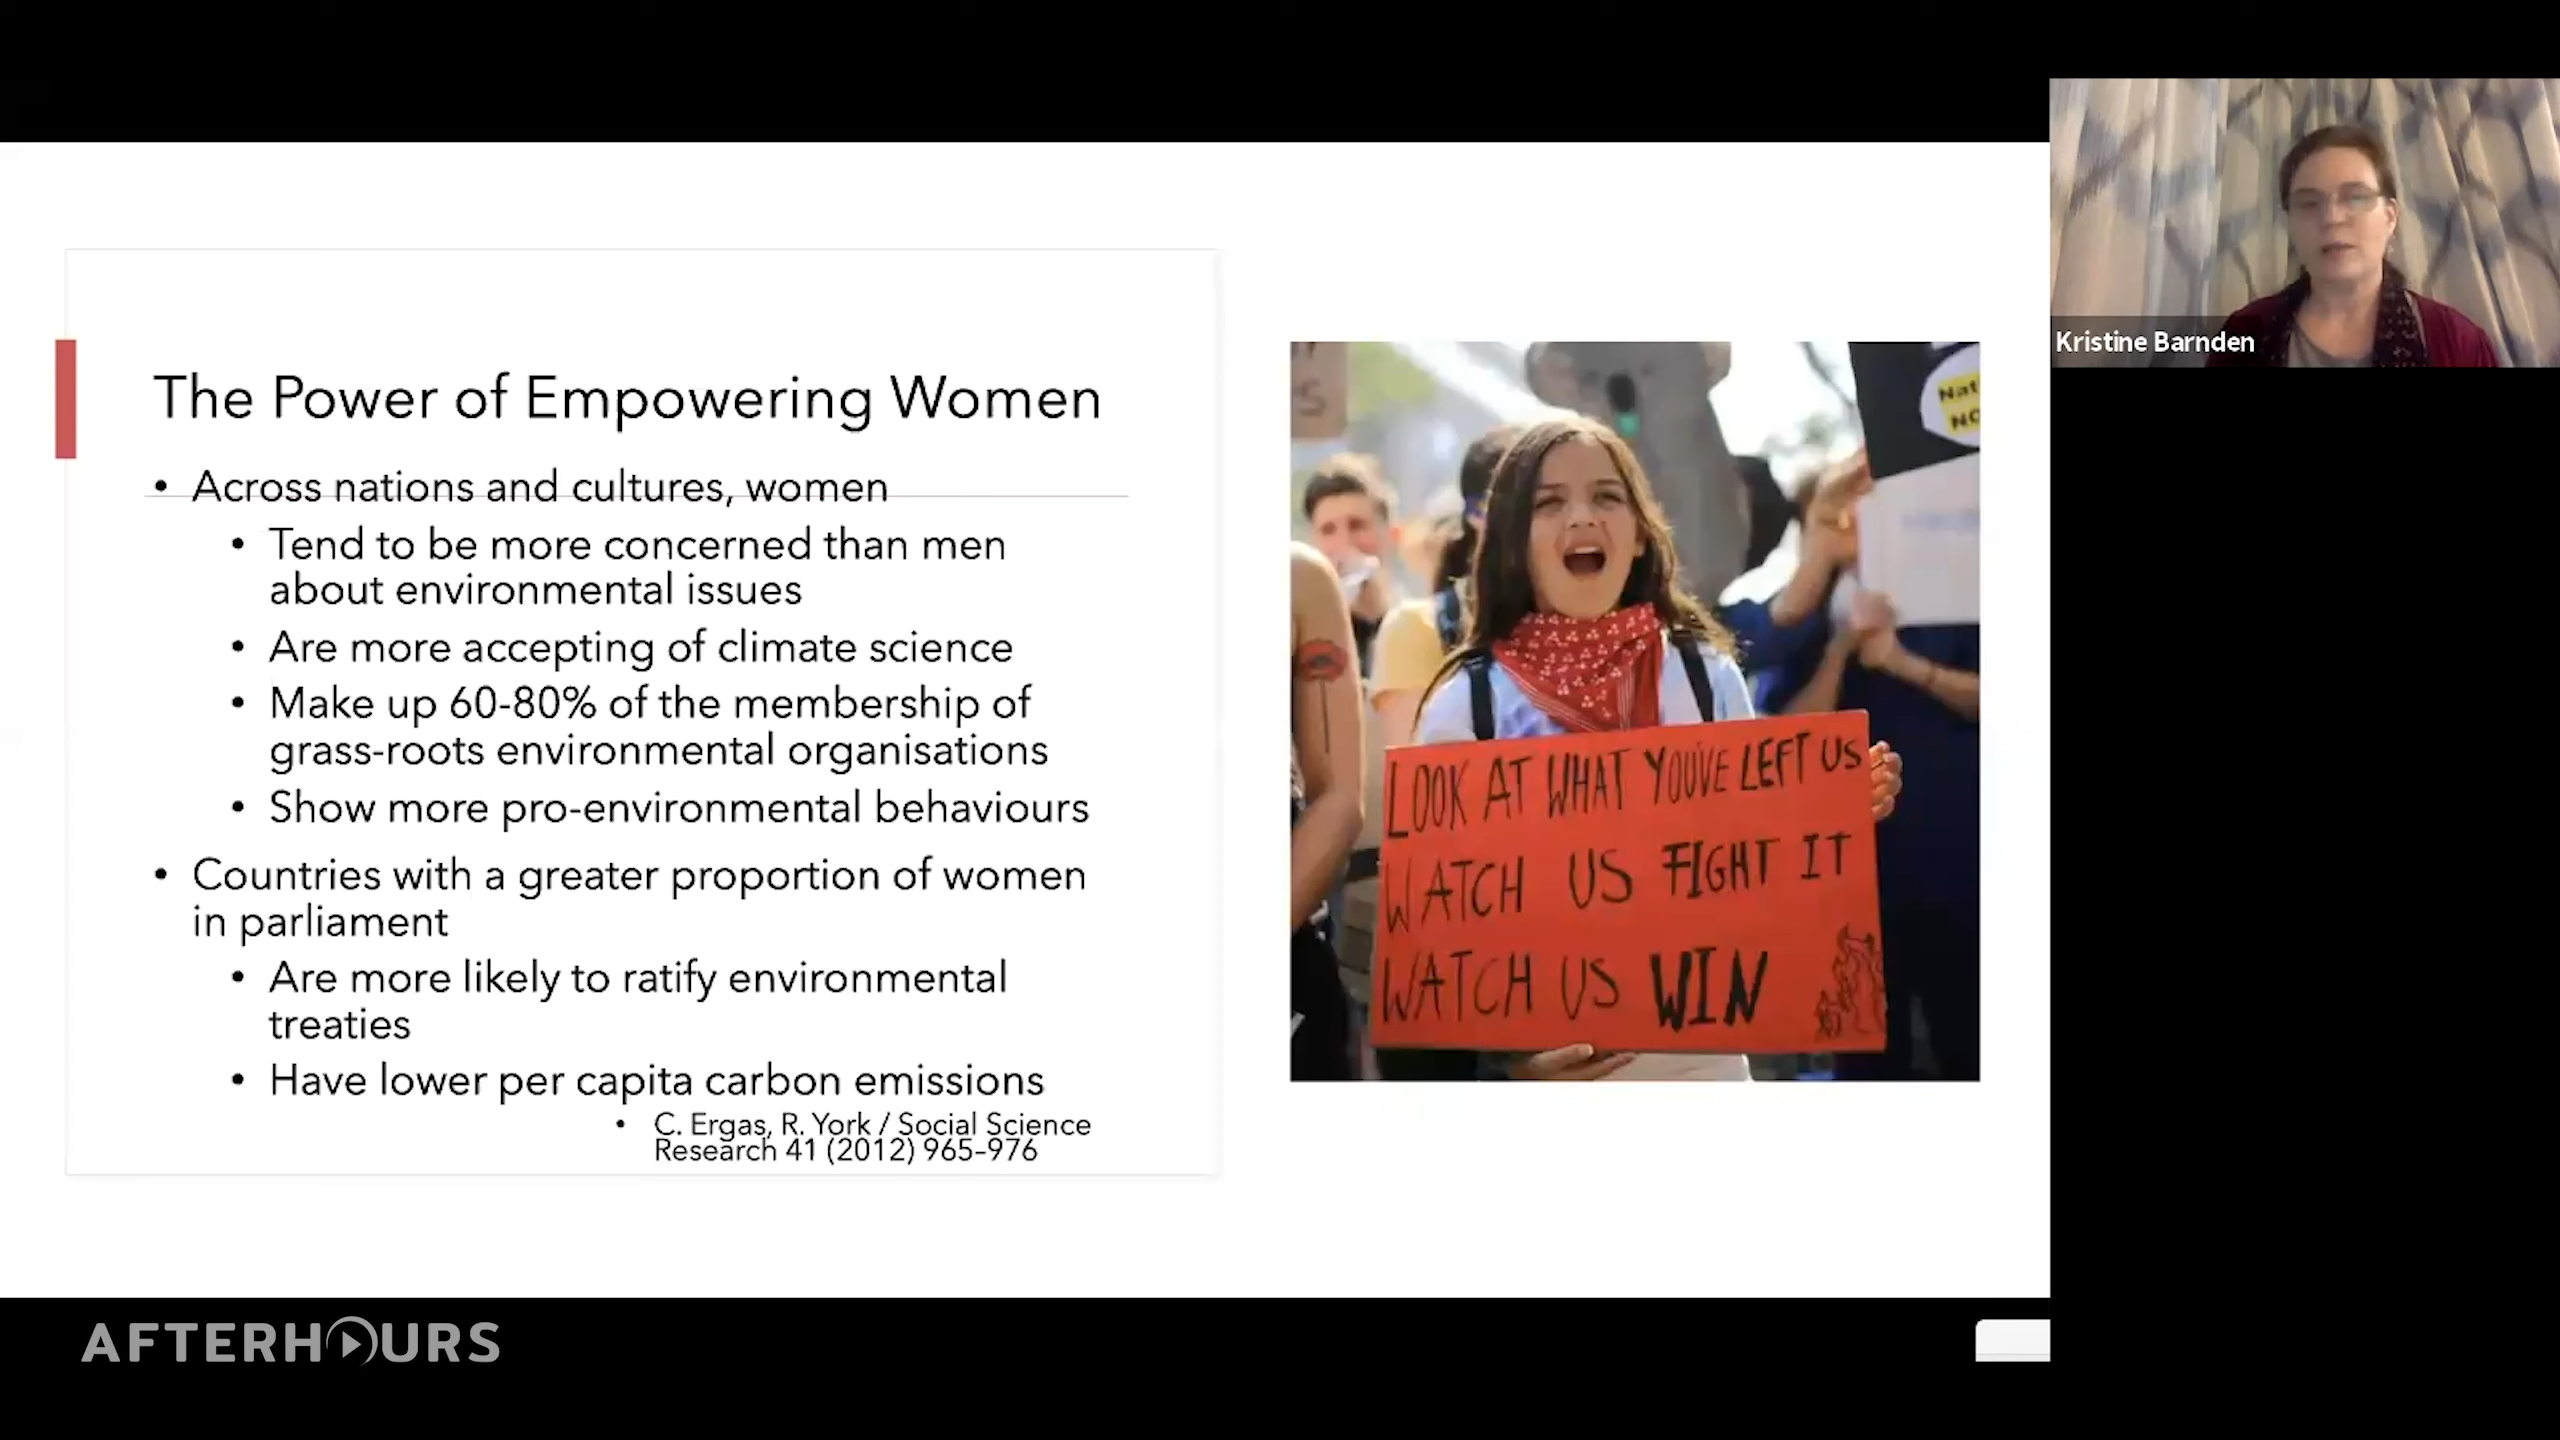 The Power of Empowering Women
• Across nations and cultures, women
• Tend to be more concerned than men
about environmental issues
• Are more accepting of climate science
• Make up 60-80% of the membership of
grass-roots environmental organisations
• Show more pro-environmental behaviours
• Countries with a greater proportion of women
in parliament
• Are more likely to ratify environmental
treaties
• Have lower per capita carbon emissions
• C. Ergas, R. York / Social Science
Research 41 (2012) 965–976
LOOK AT WHAT YOU'VE LEFT US
WATCH US FIGHT IT
WATCH US WIN
Kristine Barnden
AFTERHOURS